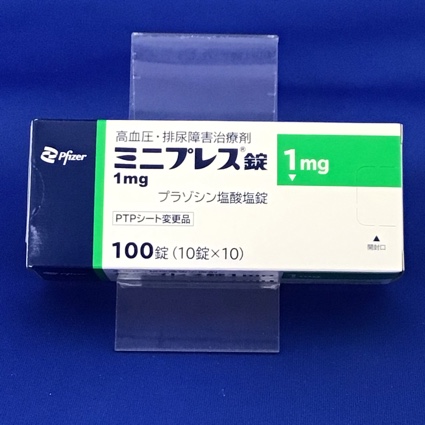 Pfizer
高血圧・排尿障害治療剤
ミニプレス®錠
1mg
プラゾシン塩酸塩錠
PTPシート変更品
100錠 (10錠×10)
1mg
▼
▲
開封口